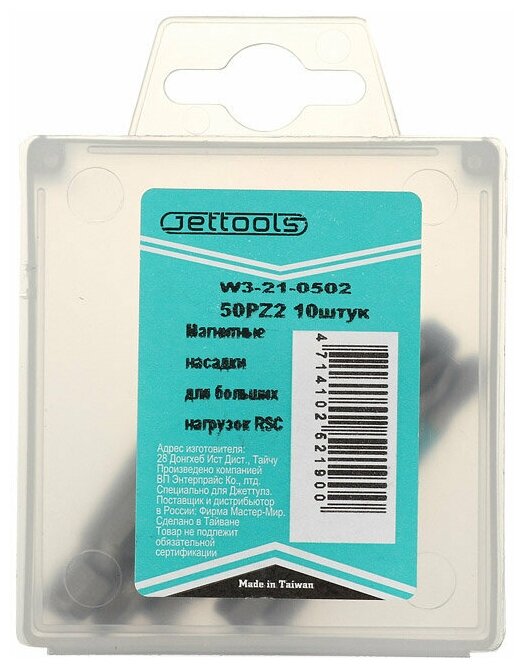 Jettools
W3-21-0502
50PZ2 10штук
Магнитные
насадки
для больших
нагрузок RSC
4714102621900
Адрес изготовителя:
28 Донгхеб Ист Дист., Тайчу
Произведено компанией
ВП Энтерпрайс Ко., лтд.
Специально для Джеттулз.
Поставщик и дистрибьютор
в России: Фирма Мастер-Мир.
Сделано в Тайване
Товар не подлежит
обязательной
сертификации
Made in Taiwan